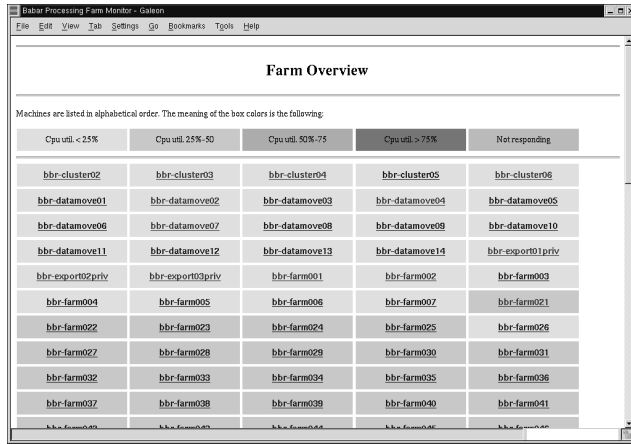 Babar Processing Farm Monitor - Galeon
File Edit View Tab Settings Go Bookmarks Tools Help
Farm Overview
Machines are listed in alphabetical order. The meaning of the box colors is the following:
Cpu util. < 25% Cpu util. 25%-50 Cpu util. 50%-75 Cpu util. > 75% Not responding
bbr-cluster02 bbr-cluster03 bbr-cluster04 bbr-cluster05 bbr-cluster06
bbr-datamove01 bbr-datamove02 bbr-datamove03 bbr-datamove04 bbr-datamove05
bbr-datamove06 bbr-datamove07 bbr-datamove08 bbr-datamove09 bbr-datamove10
bbr-datamove11 bbr-datamove12 bbr-datamove13 bbr-datamove14 bbr-export01priv
bbr-export02priv bbr-export03priv bbr-farm001 bbr-farm002 bbr-farm003
bbr-farm004 bbr-farm005 bbr-farm006 bbr-farm007 bbr-farm021
bbr-farm022 bbr-farm023 bbr-farm024 bbr-farm025 bbr-farm026
bbr-farm027 bbr-farm028 bbr-farm029 bbr-farm030 bbr-farm031
bbr-farm032 bbr-farm033 bbr-farm034 bbr-farm035 bbr-farm036
bbr-farm037 bbr-farm038 bbr-farm039 bbr-farm040 bbr-farm041